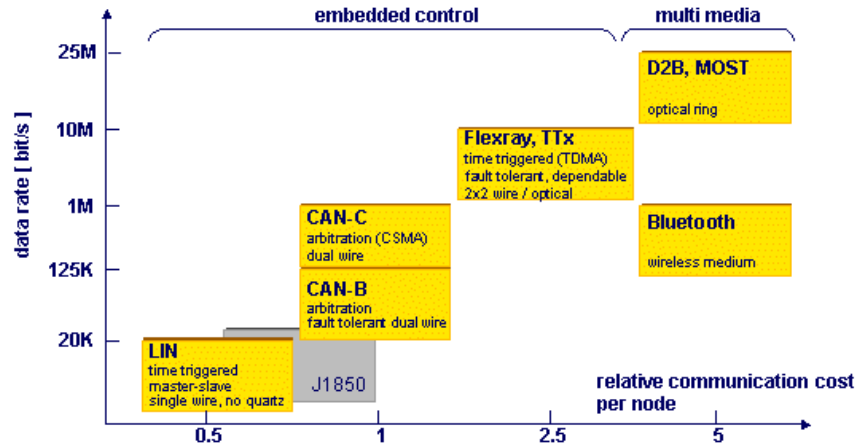 embedded control
multi media
data rate [ bit/s ]
25M
10M
1M
125K
20K
D2B, MOST
optical ring
Flexray, TTx
time triggered (TDMA)
fault tolerant, dependable
2x2 wire / optical
CAN-C
arbitration (CSMA)
dual wire
Bluetooth
wireless medium
CAN-B
arbitration
fault tolerant dual wire
LIN
time triggered
master-slave
single wire, no quartz
J1850
relative communication cost
per node
0.5
1
2.5
5